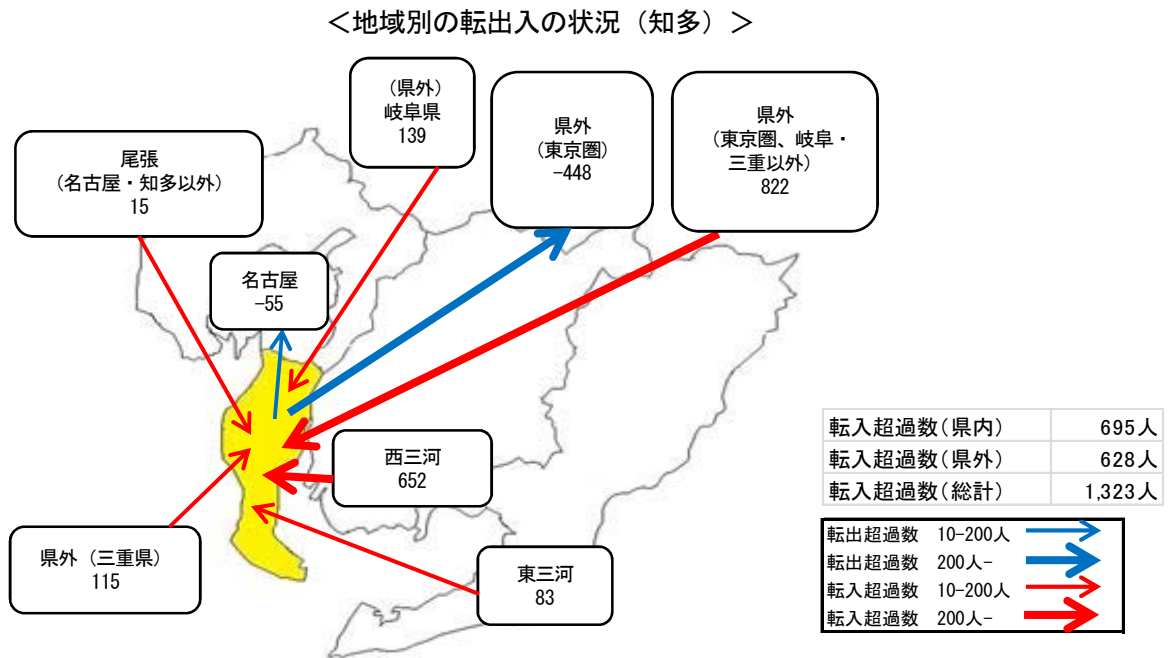 ＜地域別の転出入の状況（知多）＞
（県外）
岐阜県
139
県外
（東京圏）
-448
県外
（東京圏、岐阜・
三重以外）
822
尾張
（名古屋・知多以外）
15
名古屋
-55
西三河
652
県外（三重県）
115
東三河
83
転入超過数（県内） 695人
転入超過数（県外） 628人
転入超過数（総計） 1,323人
転出超過数 10-200人
転出超過数 200人-
転入超過数 10-200人
転入超過数 200人-